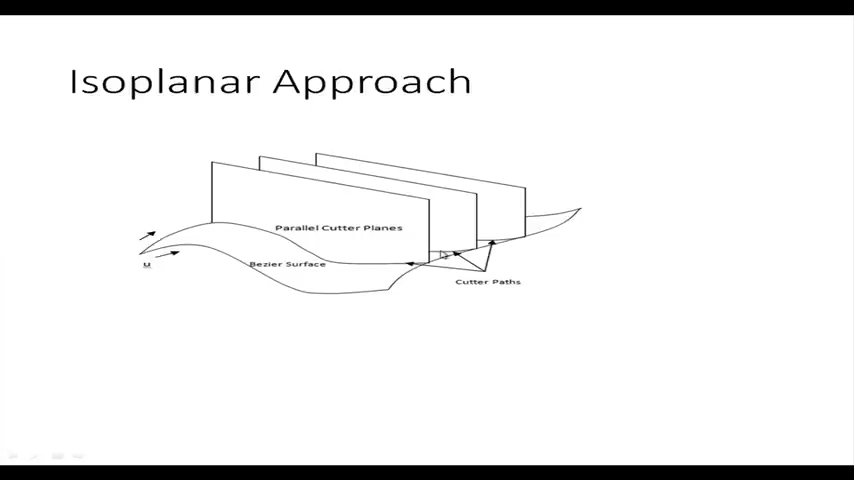 Isoplanar Approach
Parallel Cutter Planes
u
Bezier Surface
Cutter Paths